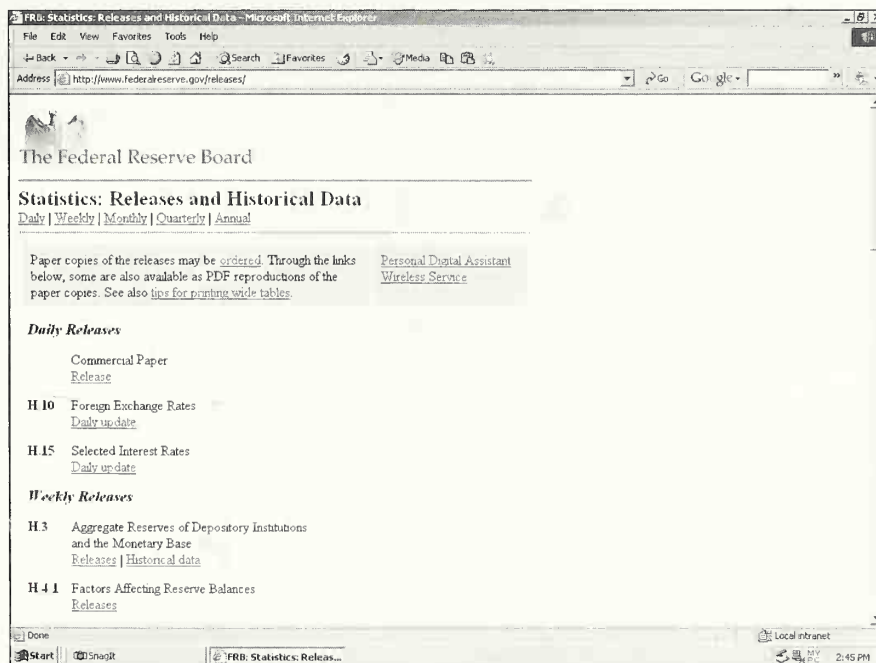 FRB: Statistics: Releases and Historical Data - Microsoft Internet Explorer
File Edit View Favorites Tools Help
Back Search Favorites Media
Address http://www.federalreserve.gov/releases/ Go Google
The Federal Reserve Board
Statistics: Releases and Historical Data
Daily | Weekly | Monthly | Quarterly | Annual
Paper copies of the releases may be ordered. Through the links
below, some are also available as PDF reproductions of the
paper copies. See also tips for printing wide tables.
Personal Digital Assistant
Wireless Service
Daily Releases
Commercial Paper
Release
H.10 Foreign Exchange Rates
Daily update
H.15 Selected Interest Rates
Daily update
Weekly Releases
H.3 Aggregate Reserves of Depository Institutions
and the Monetary Base
Releases | Historical data
H.4.1 Factors Affecting Reserve Balances
Releases
Done Local intranet
Start SnagIt FRB: Statistics: Releas... MY PC 2:45 PM